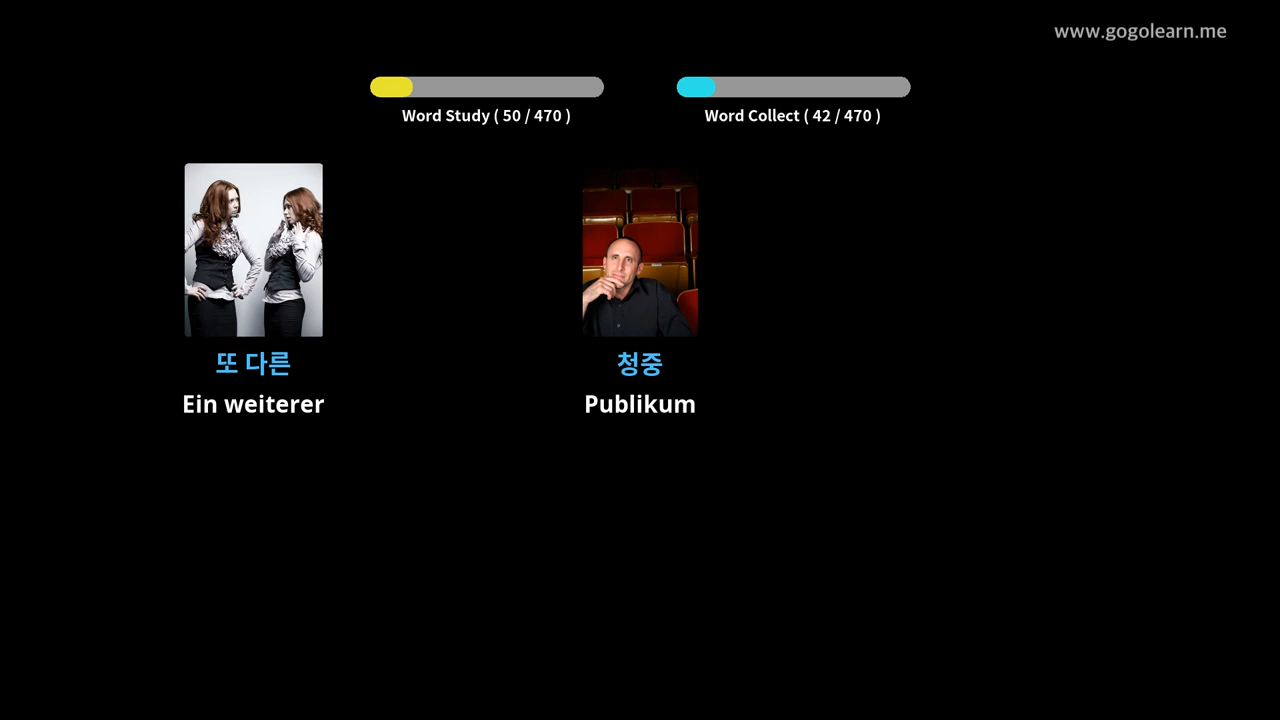 www.gogolearn.me
Word Study ( 50 / 470 )
Word Collect ( 42 / 470 )
또 다른
Ein weiterer
청중
Publikum